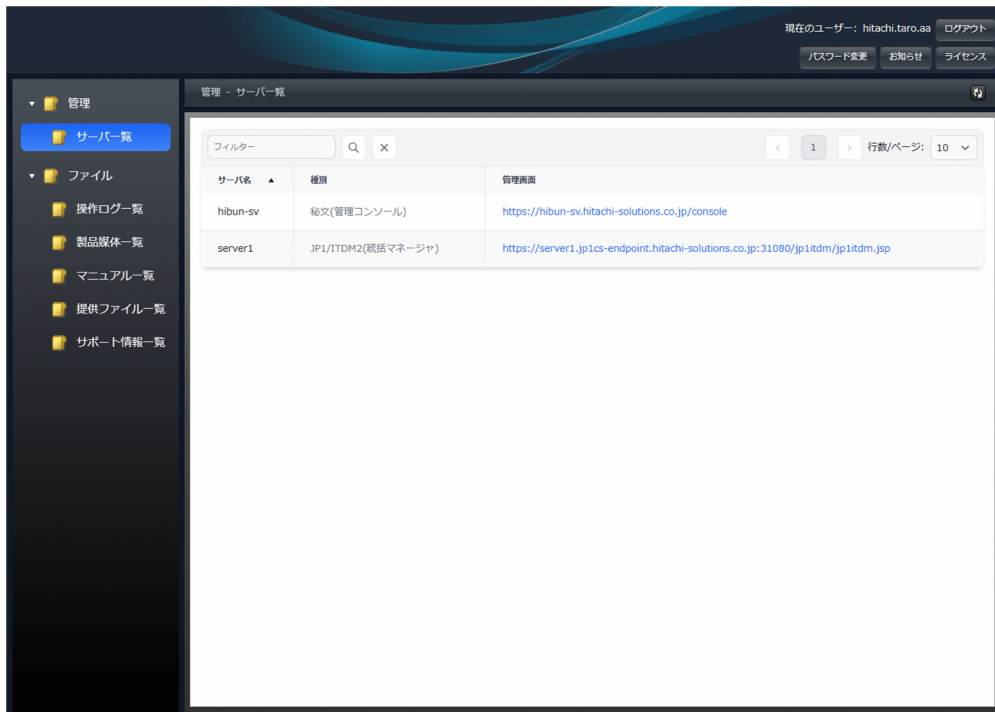 現在のユーザー: hitachi.taro.aa ログアウト
パスワード変更 お知らせ ライセンス
管理
サーバ一覧
ファイル
操作ログ一覧
製品媒体一覧
マニュアル一覧
提供ファイル一覧
サポート情報一覧
管理 - サーバ一覧
フィルター 1 行数/ページ: 10
サーバ名 ▲ 種別 管理画面
hibun-sv 秘文(管理コンソール) https://hibun-sv.hitachi-solutions.co.jp/console
server1 JP1/ITDM2(統括マネージャ) https://server1.jp1cs-endpoint.hitachi-solutions.co.jp:31080/jp1itdm/jp1itdm.jsp